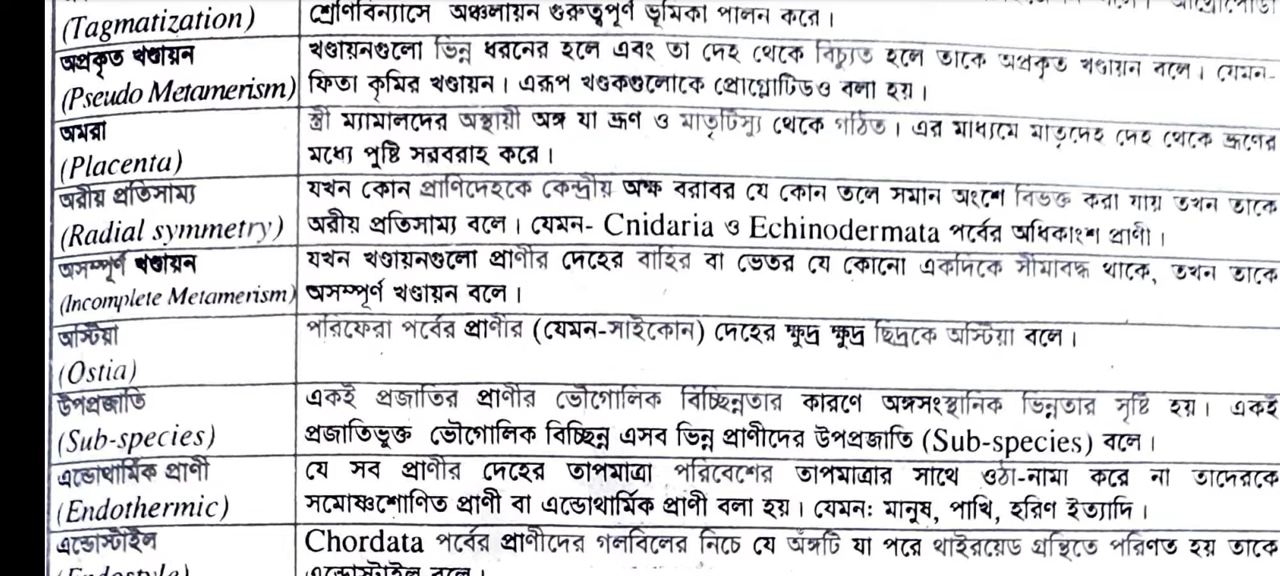 (Tagmatization)
শ্রেণিবিন্যাসে অঞ্চলায়ন গুরুত্বপূর্ণ ভূমিকা পালন করে।
অপ্রকৃত খণ্ডায়ন
(Pseudo Metamerism)
খণ্ডায়নগুলো ভিন্ন ধরনের হলে এবং তা দেহ থেকে বিচ্যুত হলে তাকে অপ্রকৃত খণ্ডায়ন বলে। যেমন-
ফিতা কৃমির খণ্ডায়ন। এরূপ খণ্ডকগুলোকে প্রোগ্লোটিডও বলা হয়।
অমরা
(Placenta)
স্ত্রী ম্যামালদের অস্থায়ী অঙ্গ যা ভ্রূণ ও মাতৃটিস্যু থেকে গঠিত। এর মাধ্যমে মাতৃদেহ দেহ থেকে ভ্রূণের
মধ্যে পুষ্টি সরবরাহ করে।
অরীয় প্রতিসাম্য
(Radial symmetry)
যখন কোন প্রাণিদেহকে কেন্দ্রীয় অক্ষ বরাবর যে কোন তলে সমান অংশে বিভক্ত করা যায় তখন তাকে
অরীয় প্রতিসাম্য বলে। যেমন- Cnidaria ও Echinodermata পর্বের অধিকাংশ প্রাণী।
অসম্পূর্ণ খণ্ডায়ন
(Incomplete Metamerism)
যখন খণ্ডায়নগুলো প্রাণীর দেহের বাহির বা ভেতর যে কোনো একদিকে সীমাবদ্ধ থাকে, তখন তাকে
অসম্পূর্ণ খণ্ডায়ন বলে।
অস্টিয়া
(Ostia)
পরিফেরা পর্বের প্রাণীর (যেমন-সাইকোন) দেহের ক্ষুদ্র ক্ষুদ্র ছিদ্রকে অস্টিয়া বলে।
উপপ্রজাতি
(Sub-species)
একই প্রজাতির প্রাণীর ভৌগোলিক বিচ্ছিন্নতার কারণে অঙ্গসংস্থানিক ভিন্নতার সৃষ্টি হয়। একই
প্রজাতিভুক্ত ভৌগোলিক বিচ্ছিন্ন এসব ভিন্ন প্রাণীদের উপপ্রজাতি (Sub-species) বলে।
এন্ডোথার্মিক প্রাণী
(Endothermic)
যে সব প্রাণীর দেহের তাপমাত্রা পরিবেশের তাপমাত্রার সাথে ওঠা-নামা করে না তাদেরকে
সমোষ্ণশোণিত প্রাণী বা এন্ডোথার্মিক প্রাণী বলা হয়। যেমন: মানুষ, পাখি, হরিণ ইত্যাদি।
এন্ডোস্টাইল
(Endostyle)
Chordata পর্বের প্রাণীদের গলবিলের নিচে যে অঙ্গটি যা পরে থাইরয়েড গ্রন্থিতে পরিণত হয় তাকে
এন্ডোস্টাইল বলে।